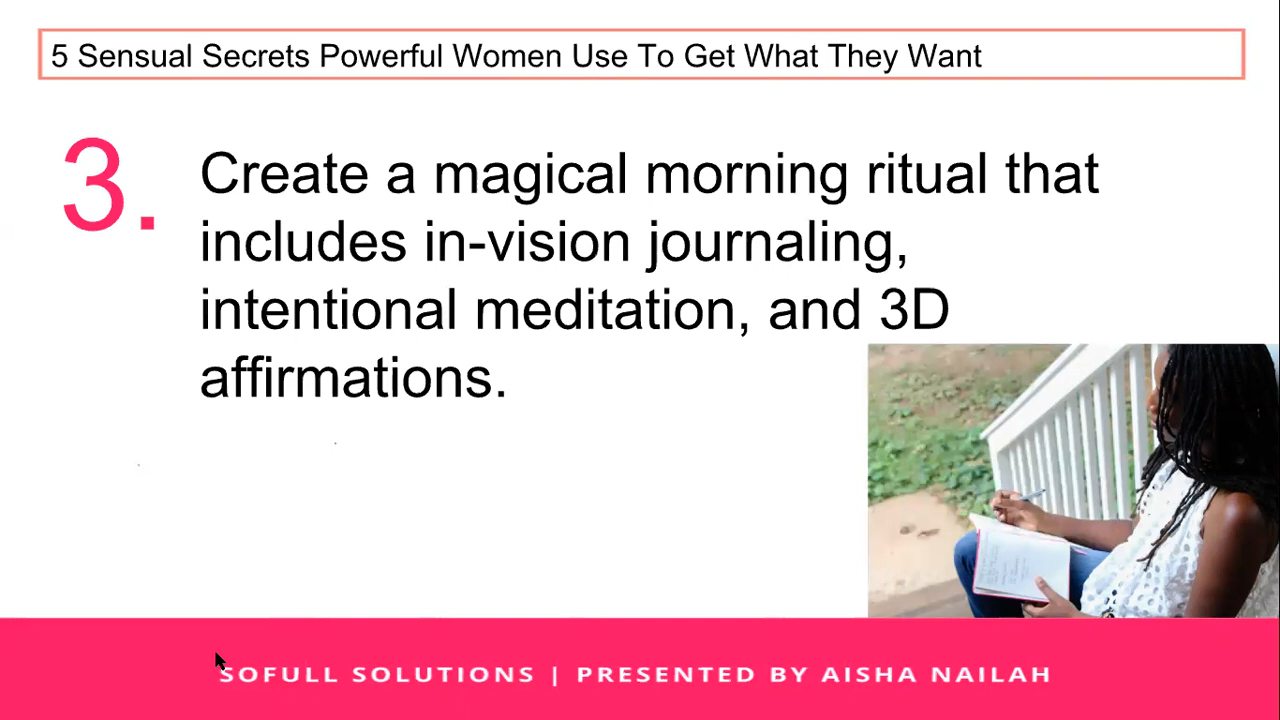 5 Sensual Secrets Powerful Women Use To Get What They Want
3.
Create a magical morning ritual that
includes in-vision journaling,
intentional meditation, and 3D
affirmations.
SOFULL SOLUTIONS | PRESENTED BY AISHA NAILAH